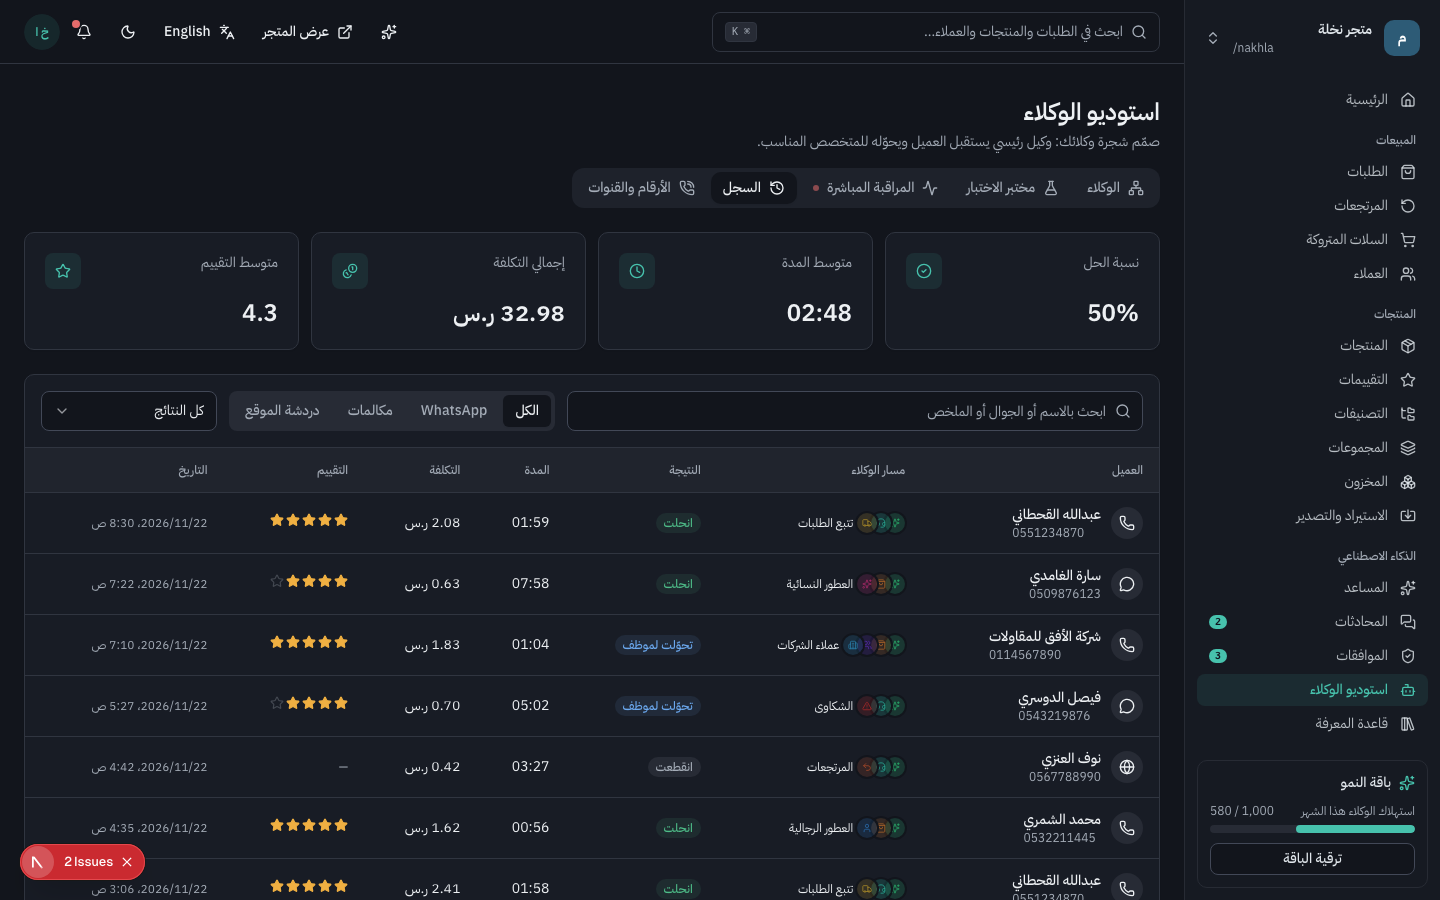 متجر نخلة
/nakhla
م
ابحث في الطلبات والمنتجات والعملاء...
⌘ K
عرض المتجر
English
خ ا
الرئيسية
المبيعات
الطلبات
المرتجعات
السلات المتروكة
العملاء
المنتجات
المنتجات
التقييمات
التصنيفات
المجموعات
المخزون
الاستيراد والتصدير
الذكاء الاصطناعي
المساعد
المحادثات 2
الموافقات 3
استوديو الوكلاء
قاعدة المعرفة
باقة النمو
استهلاك الوكلاء هذا الشهر 580 / 1,000
ترقية الباقة
استوديو الوكلاء
صمّم شجرة وكلائك: وكيل رئيسي يستقبل العميل ويحوّله للمتخصص المناسب.
الوكلاء
مختبر الاختبار
المراقبة المباشرة
السجل
الأرقام والقنوات
نسبة الحل
50%
متوسط المدة
02:48
إجمالي التكلفة
32.98 ر.س
متوسط التقييم
4.3
ابحث بالاسم أو الجوال أو الملخص
الكل WhatsApp مكالمات دردشة الموقع
كل النتائج
العميل مسار الوكلاء النتيجة المدة التكلفة التقييم التاريخ
عبدالله القحطاني
0551234870
تتبع الطلبات انحلت 01:59 2.08 ر.س 2026/11/22، 8:30 ص
سارة الغامدي
0509876123
العطور النسائية انحلت 07:58 0.63 ر.س 2026/11/22، 7:22 ص
شركة الأفق للمقاولات
0114567890
عملاء الشركات تحوّلت لموظف 01:04 1.83 ر.س 2026/11/22، 7:10 ص
فيصل الدوسري
0543219876
الشكاوى تحوّلت لموظف 05:02 0.70 ر.س 2026/11/22، 5:27 ص
نوف العنزي
0567788990
المرتجعات انقطعت 03:27 0.42 ر.س — 2026/11/22، 4:42 ص
محمد الشمري
0532211445
العطور الرجالية انحلت 00:56 1.62 ر.س 2026/11/22، 4:35 ص
عبدالله القحطاني
0551234870
تتبع الطلبات انحلت 01:58 2.41 ر.س 2026/11/22، 3:06 ص
2 Issues